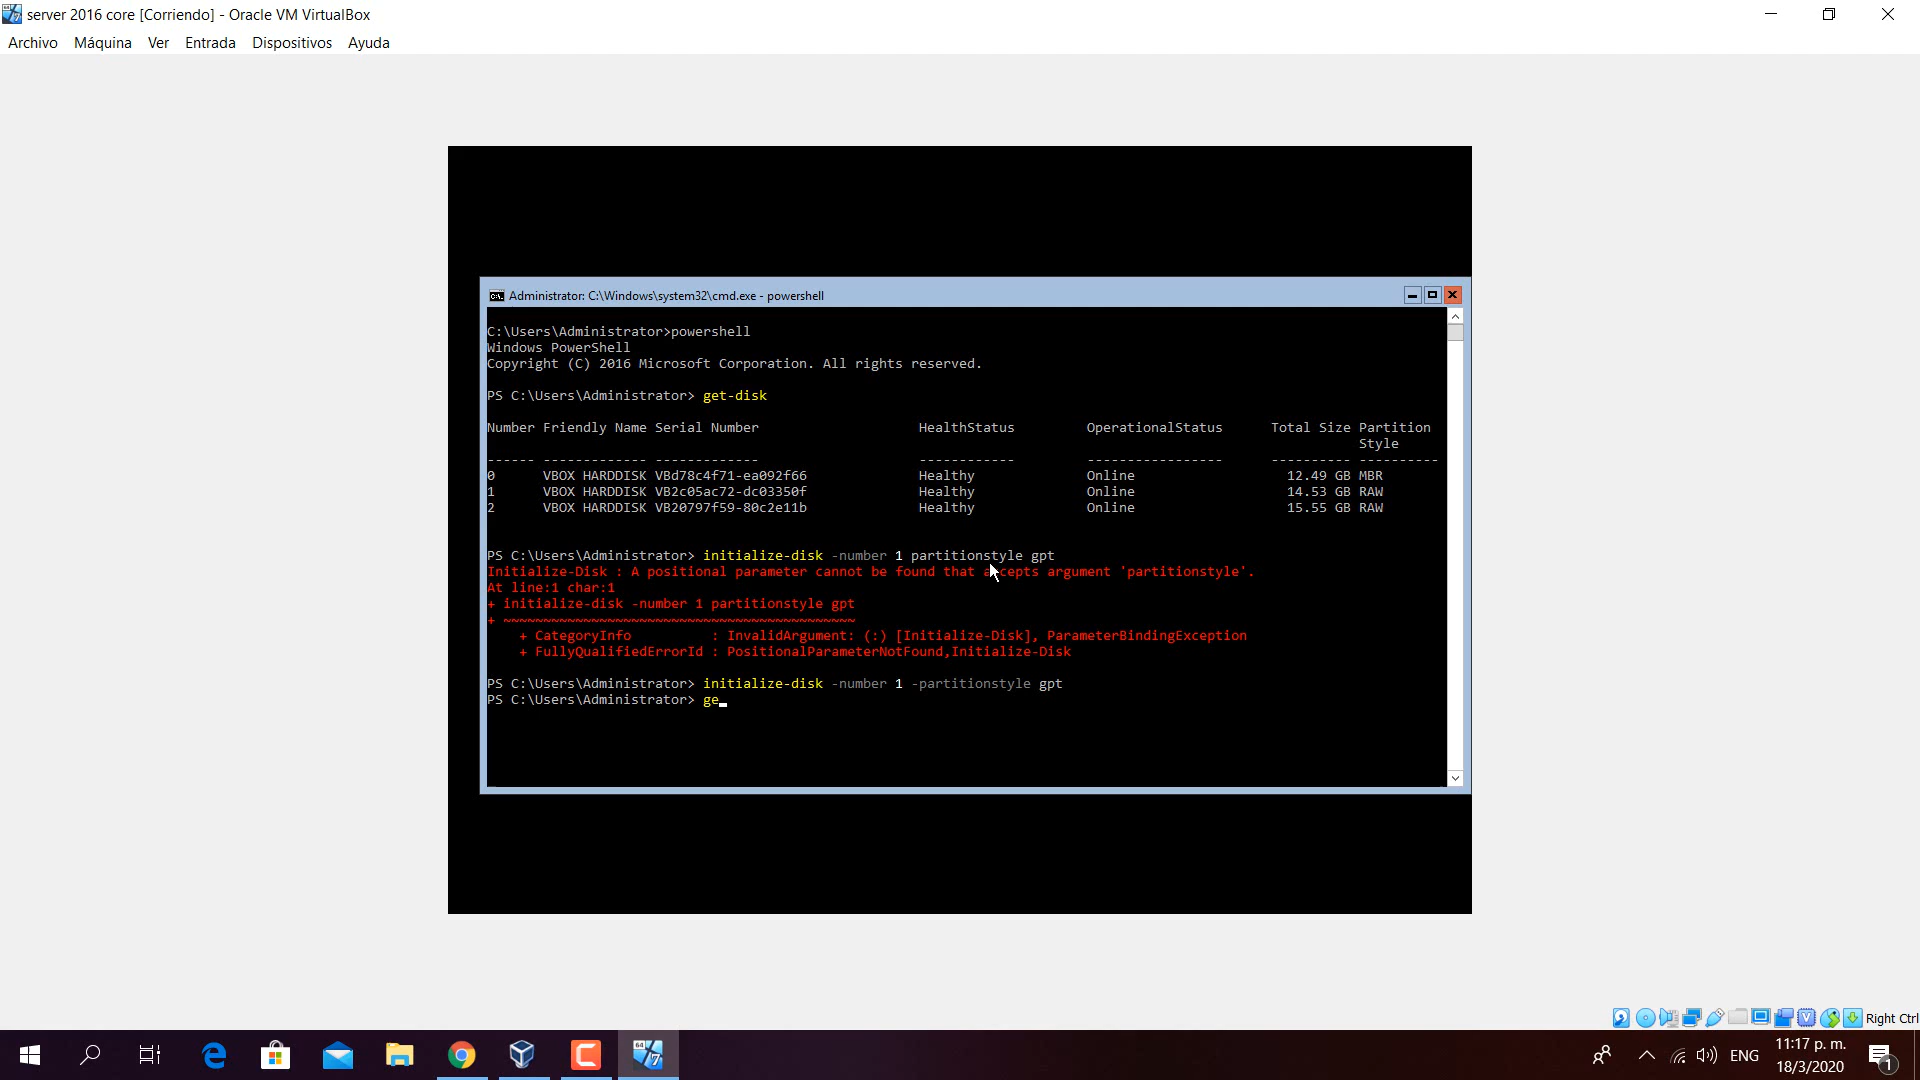 server 2016 core [Corriendo] - Oracle VM VirtualBox
Archivo Máquina Ver Entrada Dispositivos Ayuda
Administrator: C:\Windows\system32\cmd.exe - powershell
C:\Users\Administrator>powershell
Windows PowerShell
Copyright (C) 2016 Microsoft Corporation. All rights reserved.
PS C:\Users\Administrator> get-disk
Number Friendly Name Serial Number HealthStatus OperationalStatus Total Size Partition
Style
------ ------------- ------------- ------------ ----------------- ---------- ----------
0 VBOX HARDDISK VBd78c4f71-ea092f66 Healthy Online 12.49 GB MBR
1 VBOX HARDDISK VB2c05ac72-dc03350f Healthy Online 14.53 GB RAW
2 VBOX HARDDISK VB20797f59-80c2e11b Healthy Online 15.55 GB RAW
PS C:\Users\Administrator> initialize-disk -number 1 partitionstyle gpt
Initialize-Disk : A positional parameter cannot be found that accepts argument 'partitionstyle'.
At line:1 char:1
+ initialize-disk -number 1 partitionstyle gpt
+ ~~~~~~~~~~~~~~~~~~~~~~~~~~~~~~~~~~~~~~~~~~~~
+ CategoryInfo : InvalidArgument: (:) [Initialize-Disk], ParameterBindingException
+ FullyQualifiedErrorId : PositionalParameterNotFound,Initialize-Disk
PS C:\Users\Administrator> initialize-disk -number 1 -partitionstyle gpt
PS C:\Users\Administrator> ge_
Right Ctrl
ENG
11:17 p. m.
18/3/2020
1